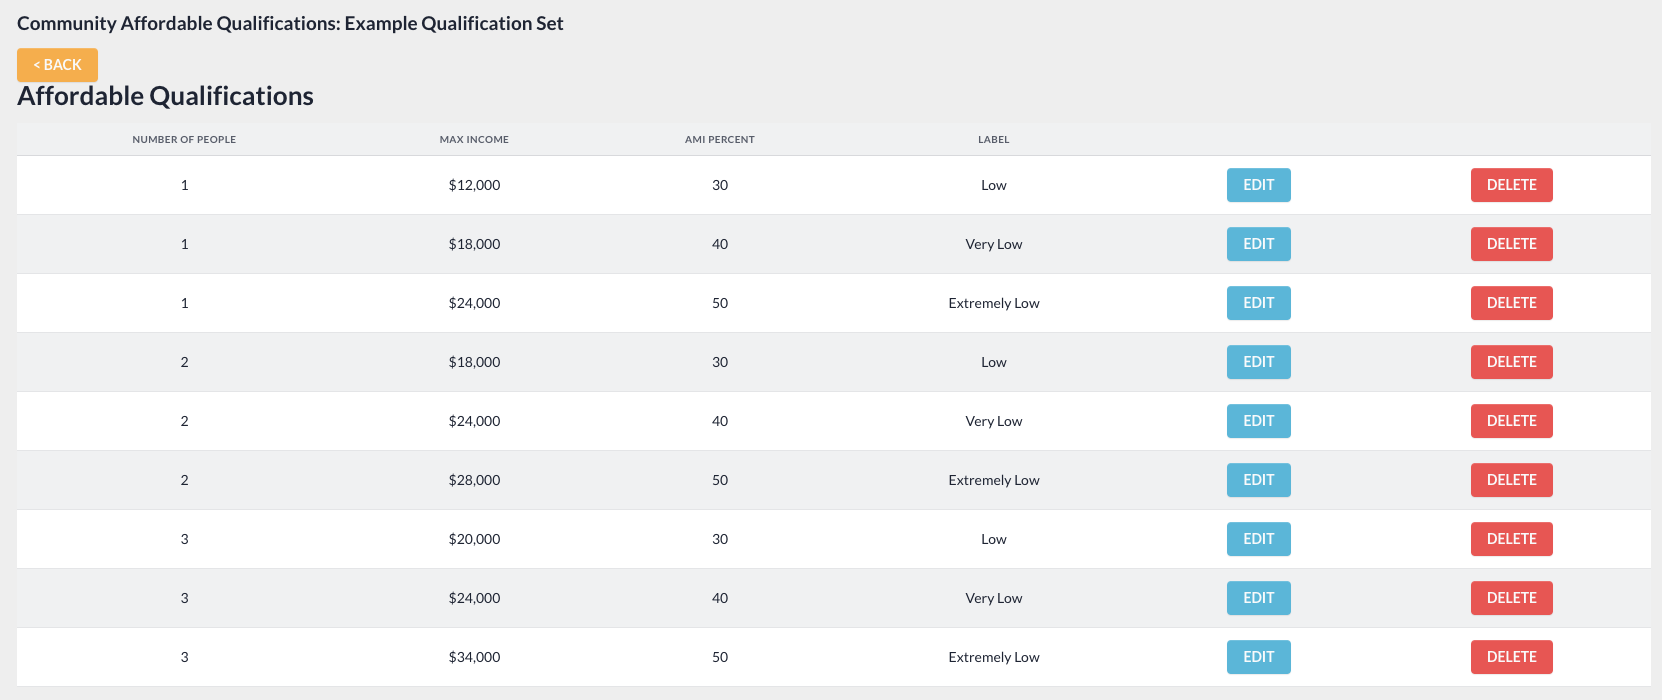 Community Affordable Qualifications: Example Qualification Set
< BACK
Affordable Qualifications
NUMBER OF PEOPLE MAX INCOME AMI PERCENT LABEL
1 $12,000 30 Low EDIT DELETE
1 $18,000 40 Very Low EDIT DELETE
1 $24,000 50 Extremely Low EDIT DELETE
2 $18,000 30 Low EDIT DELETE
2 $24,000 40 Very Low EDIT DELETE
2 $28,000 50 Extremely Low EDIT DELETE
3 $20,000 30 Low EDIT DELETE
3 $24,000 40 Very Low EDIT DELETE
3 $34,000 50 Extremely Low EDIT DELETE